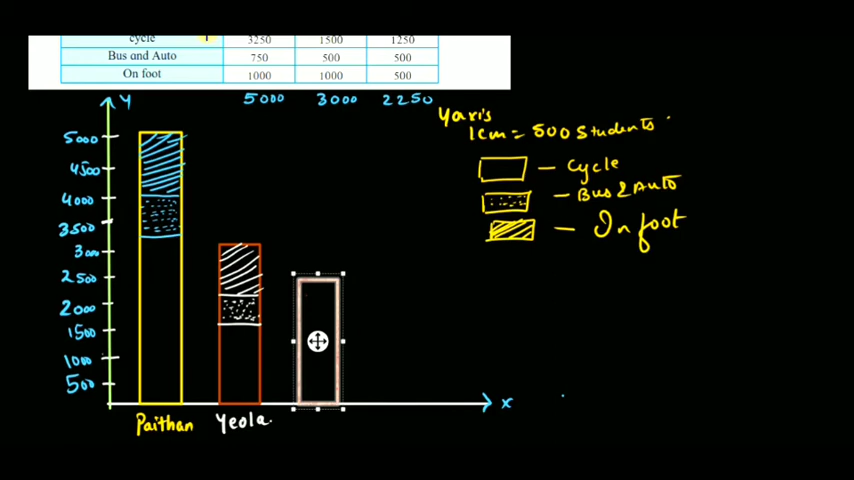 cycle 3250 1500 1250
Bus and Auto 750 500 500
On foot 1000 1000 500
5000 3000 2250
Y
Yaxis
1cm = 500 Students
5000
4500
4000
3500
3000
2500
2000
1500
1000
500
— Cycle
— Bus & Auto
— On foot
X
Paithan Yeola.